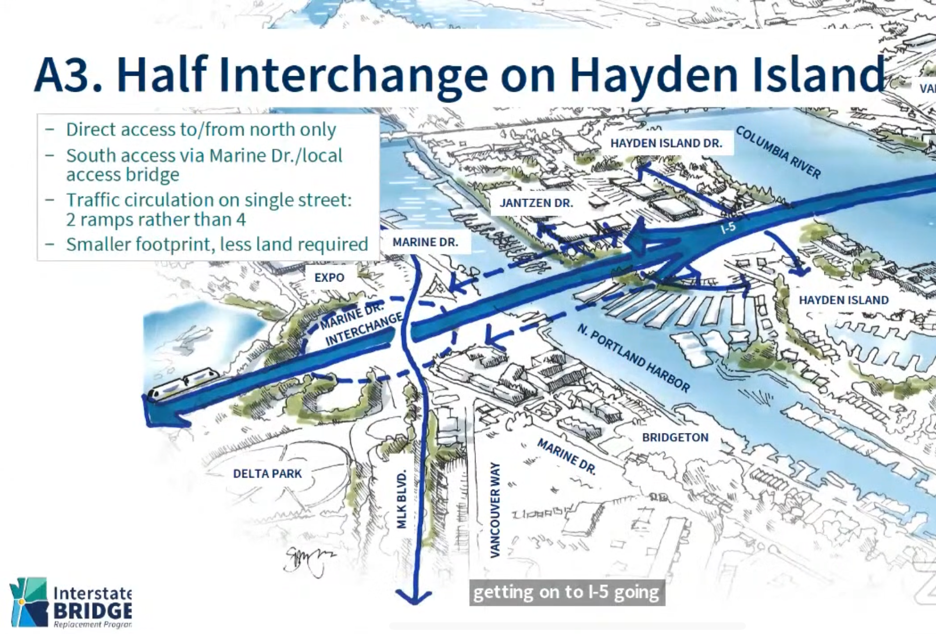 A3. Half Interchange on Hayden Island
– Direct access to/from north only
– South access via Marine Dr./local
access bridge
– Traffic circulation on single street:
2 ramps rather than 4
– Smaller footprint, less land required
HAYDEN ISLAND DR.
COLUMBIA RIVER
JANTZEN DR.
I-5
MARINE DR.
EXPO
HAYDEN ISLAND
MARINE DR.
INTERCHANGE
N. PORTLAND HARBOR
BRIDGETON
MARINE DR.
DELTA PARK
MLK BLVD.
VANCOUVER WAY
getting on to I-5 going
Interstate
BRIDGE
Replacement Program